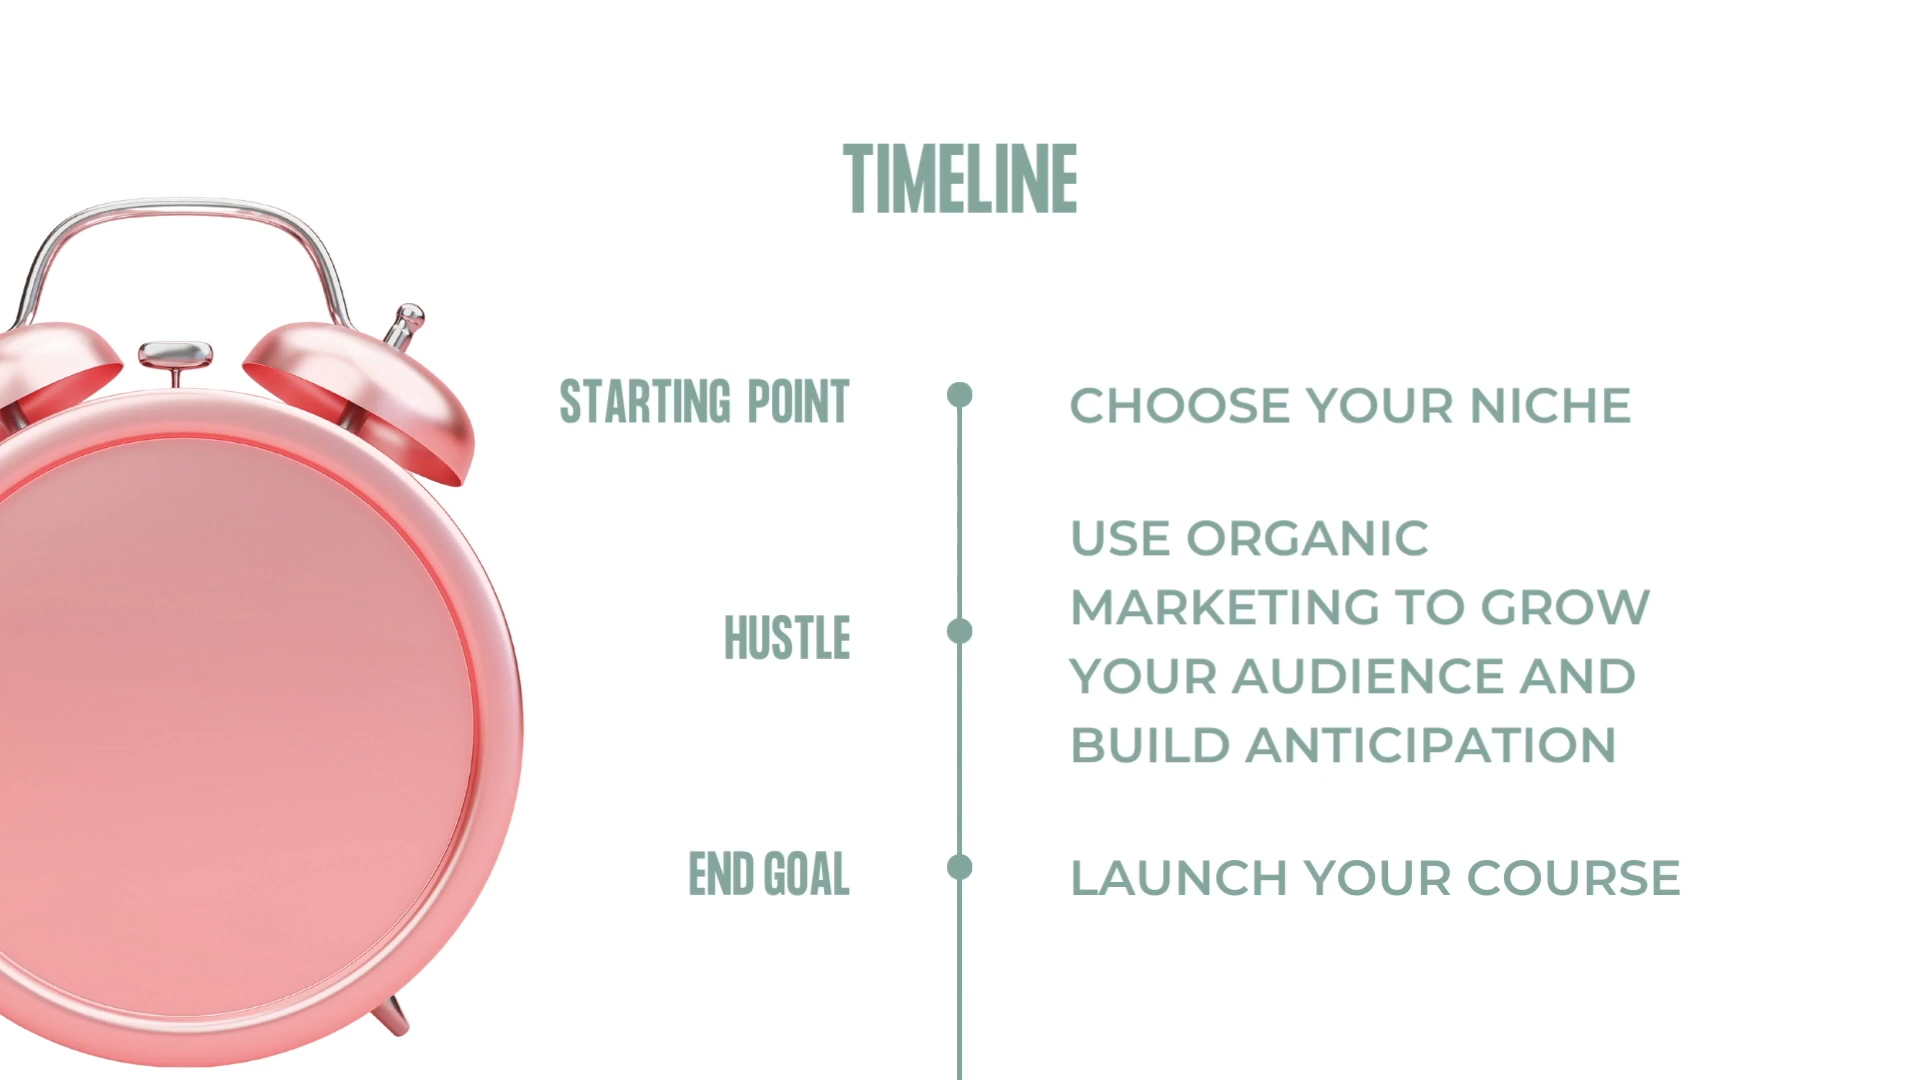 TIMELINE
STARTING POINT
CHOOSE YOUR NICHE
HUSTLE
USE ORGANIC
MARKETING TO GROW
YOUR AUDIENCE AND
BUILD ANTICIPATION
END GOAL
LAUNCH YOUR COURSE